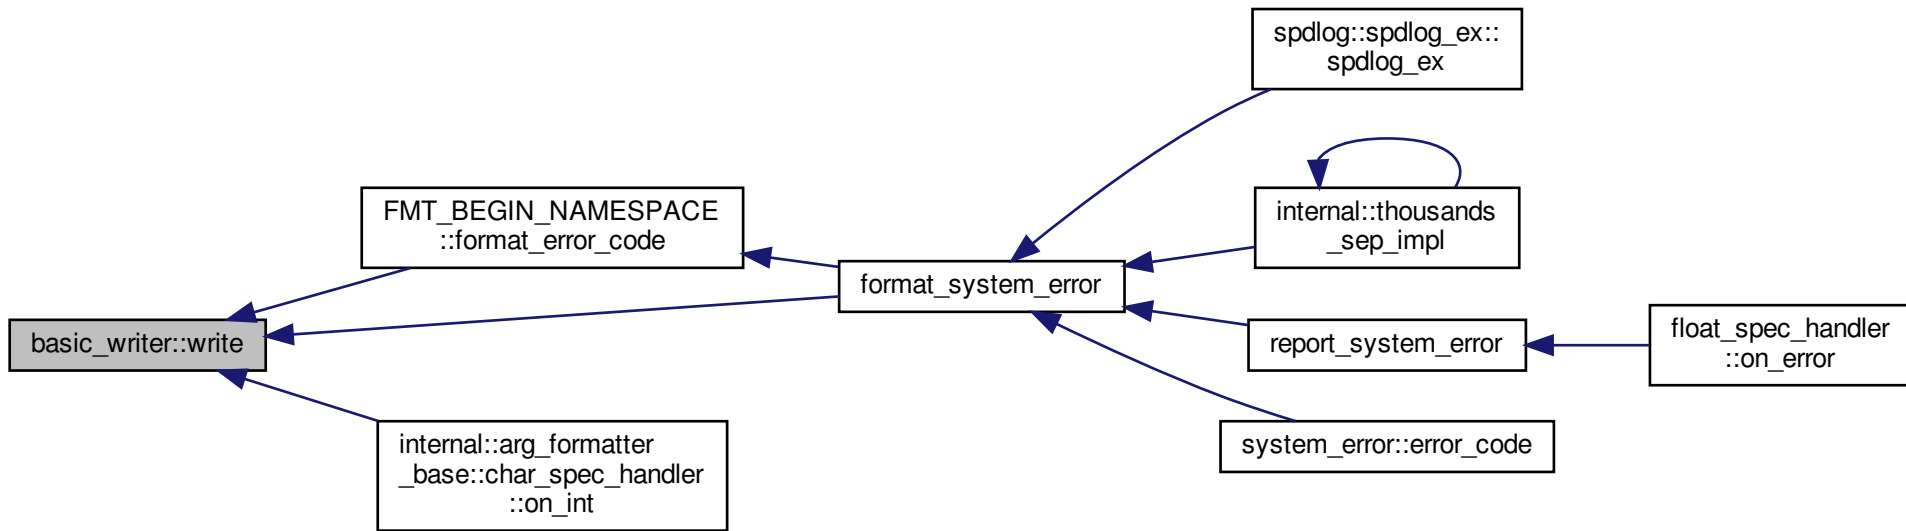 spdlog::spdlog_ex::
spdlog_ex
FMT_BEGIN_NAMESPACE
::format_error_code
internal::thousands
_sep_impl
format_system_error
basic_writer::write
report_system_error
float_spec_handler
::on_error
internal::arg_formatter
_base::char_spec_handler
::on_int
system_error::error_code